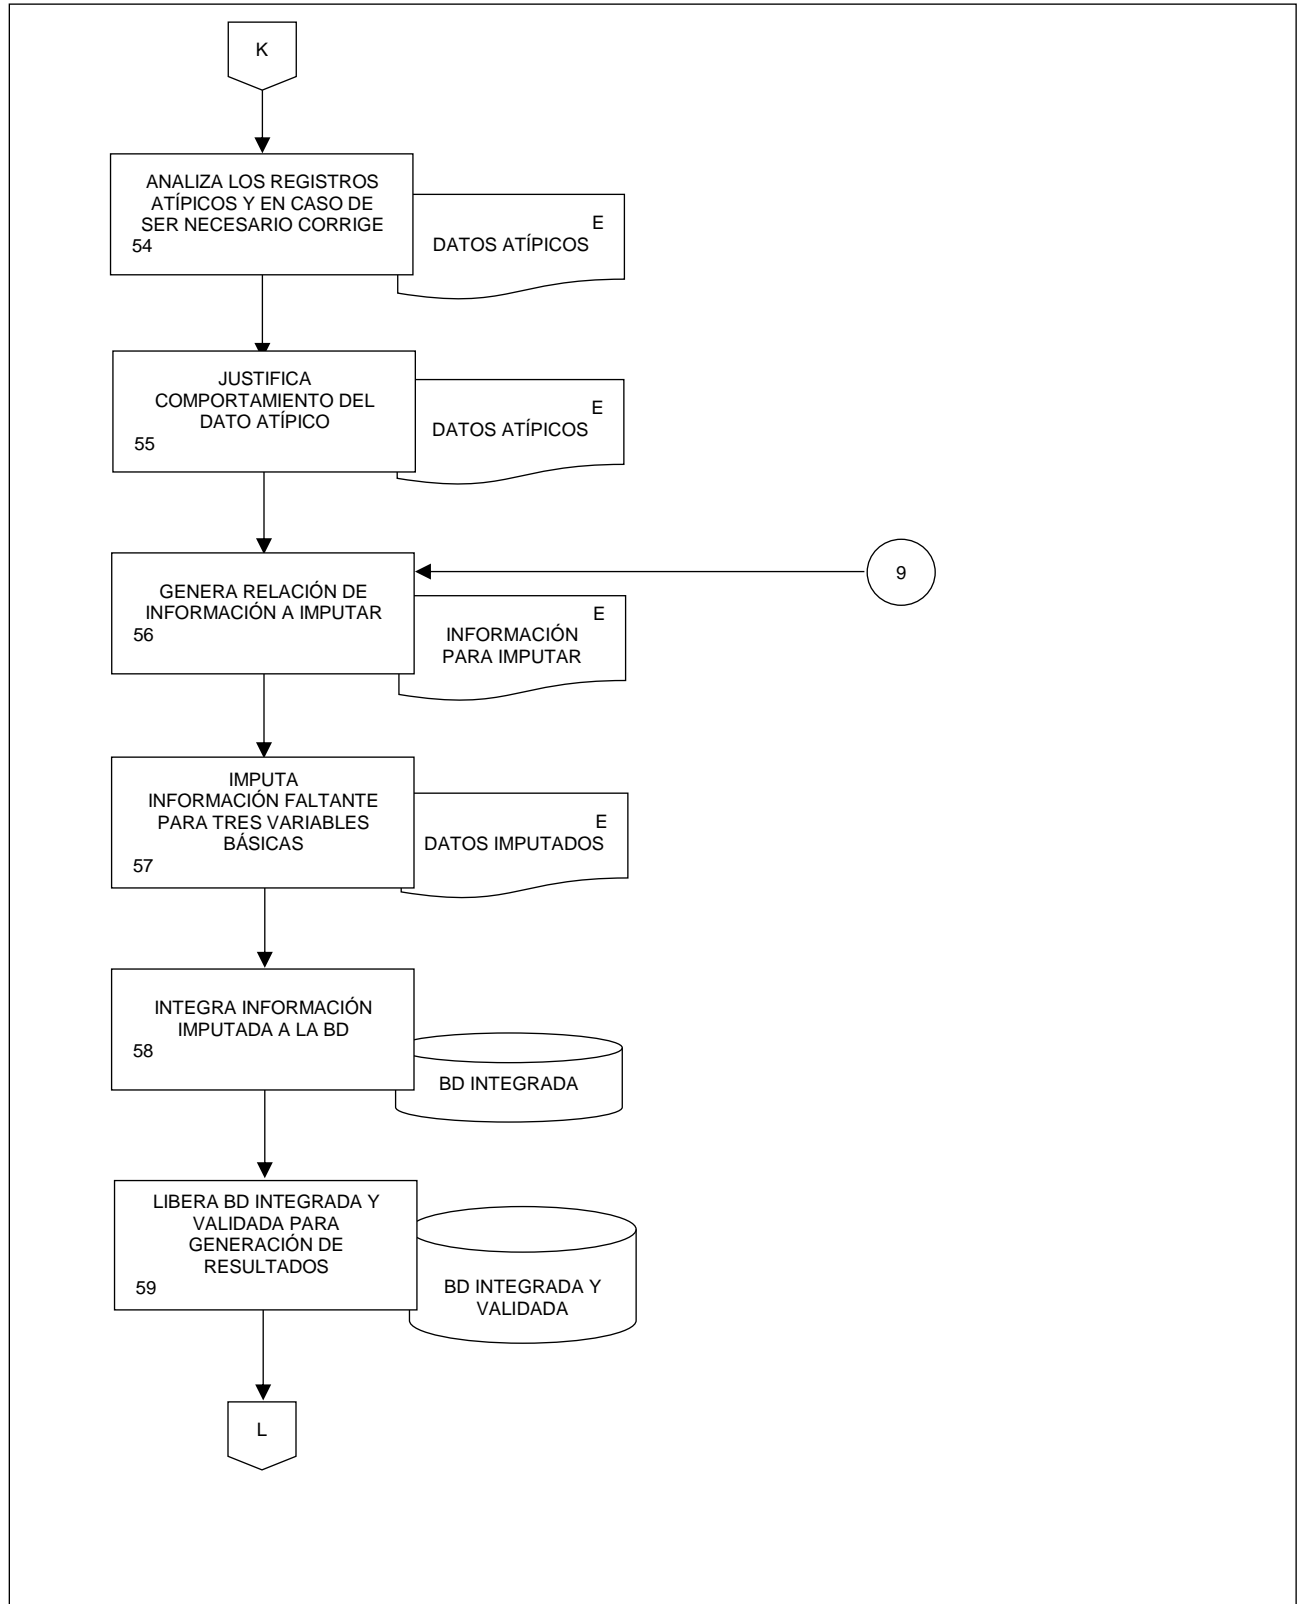 K
ANALIZA LOS REGISTROS
ATÍPICOS Y EN CASO DE
SER NECESARIO CORRIGE
54
E
DATOS ATÍPICOS
JUSTIFICA
COMPORTAMIENTO DEL
DATO ATÍPICO
55
E
DATOS ATÍPICOS
9
GENERA RELACIÓN DE
INFORMACIÓN A IMPUTAR
56
E
INFORMACIÓN
PARA IMPUTAR
IMPUTA
INFORMACIÓN FALTANTE
PARA TRES VARIABLES
BÁSICAS
57
E
DATOS IMPUTADOS
INTEGRA INFORMACIÓN
IMPUTADA A LA BD
58
BD INTEGRADA
LIBERA BD INTEGRADA Y
VALIDADA PARA
GENERACIÓN DE
RESULTADOS
59
BD INTEGRADA Y
VALIDADA
L